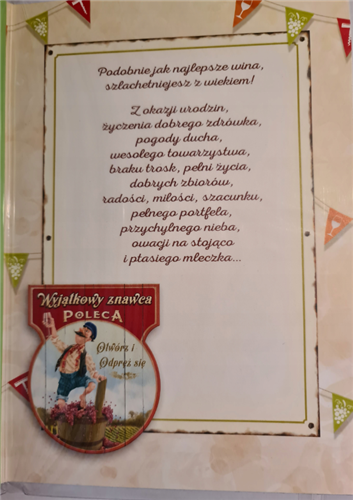 Podobnie jak najlepsze wina,
szlachetniejesz z wiekiem!
Z okazji urodzin,
życzenia dobrego zdrówka,
pogody ducha,
wesołego towarzystwa,
braku trosk, pełni życia,
dobrych zbiorów,
radości, miłości, szacunku,
pełnego portfela,
przychylnego nieba,
owacji na stojąco
i ptasiego mleczka...
Wyjątkowy znawca
POLECA
Otwórz i
Odpręż się